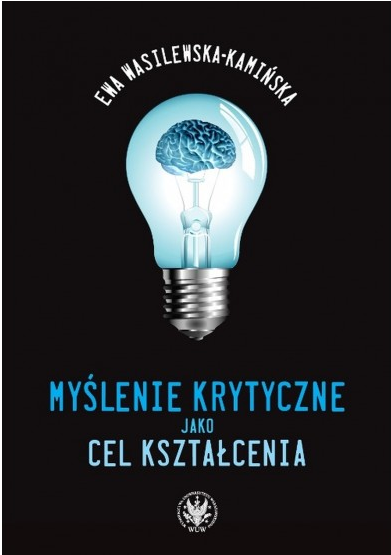 EWA WASILEWSKA-KAMIŃSKA
MYŚLENIE KRYTYCZNE
JAKO
CEL KSZTAŁCENIA
WUW